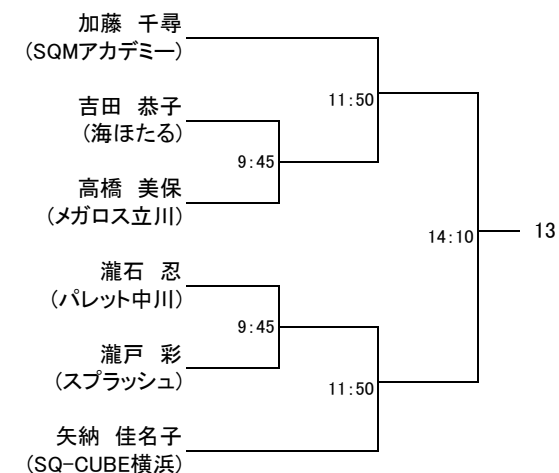 加藤 千尋
(SQMアカデミー)
11:50
吉田 恭子
(海ほたる)
9:45
高橋 美保
(メガロス立川)
14:10
13
瀧石 忍
(パレット中川)
9:45
瀧戸 彩
(スプラッシュ)
11:50
矢納 佳名子
(SQ-CUBE横浜)